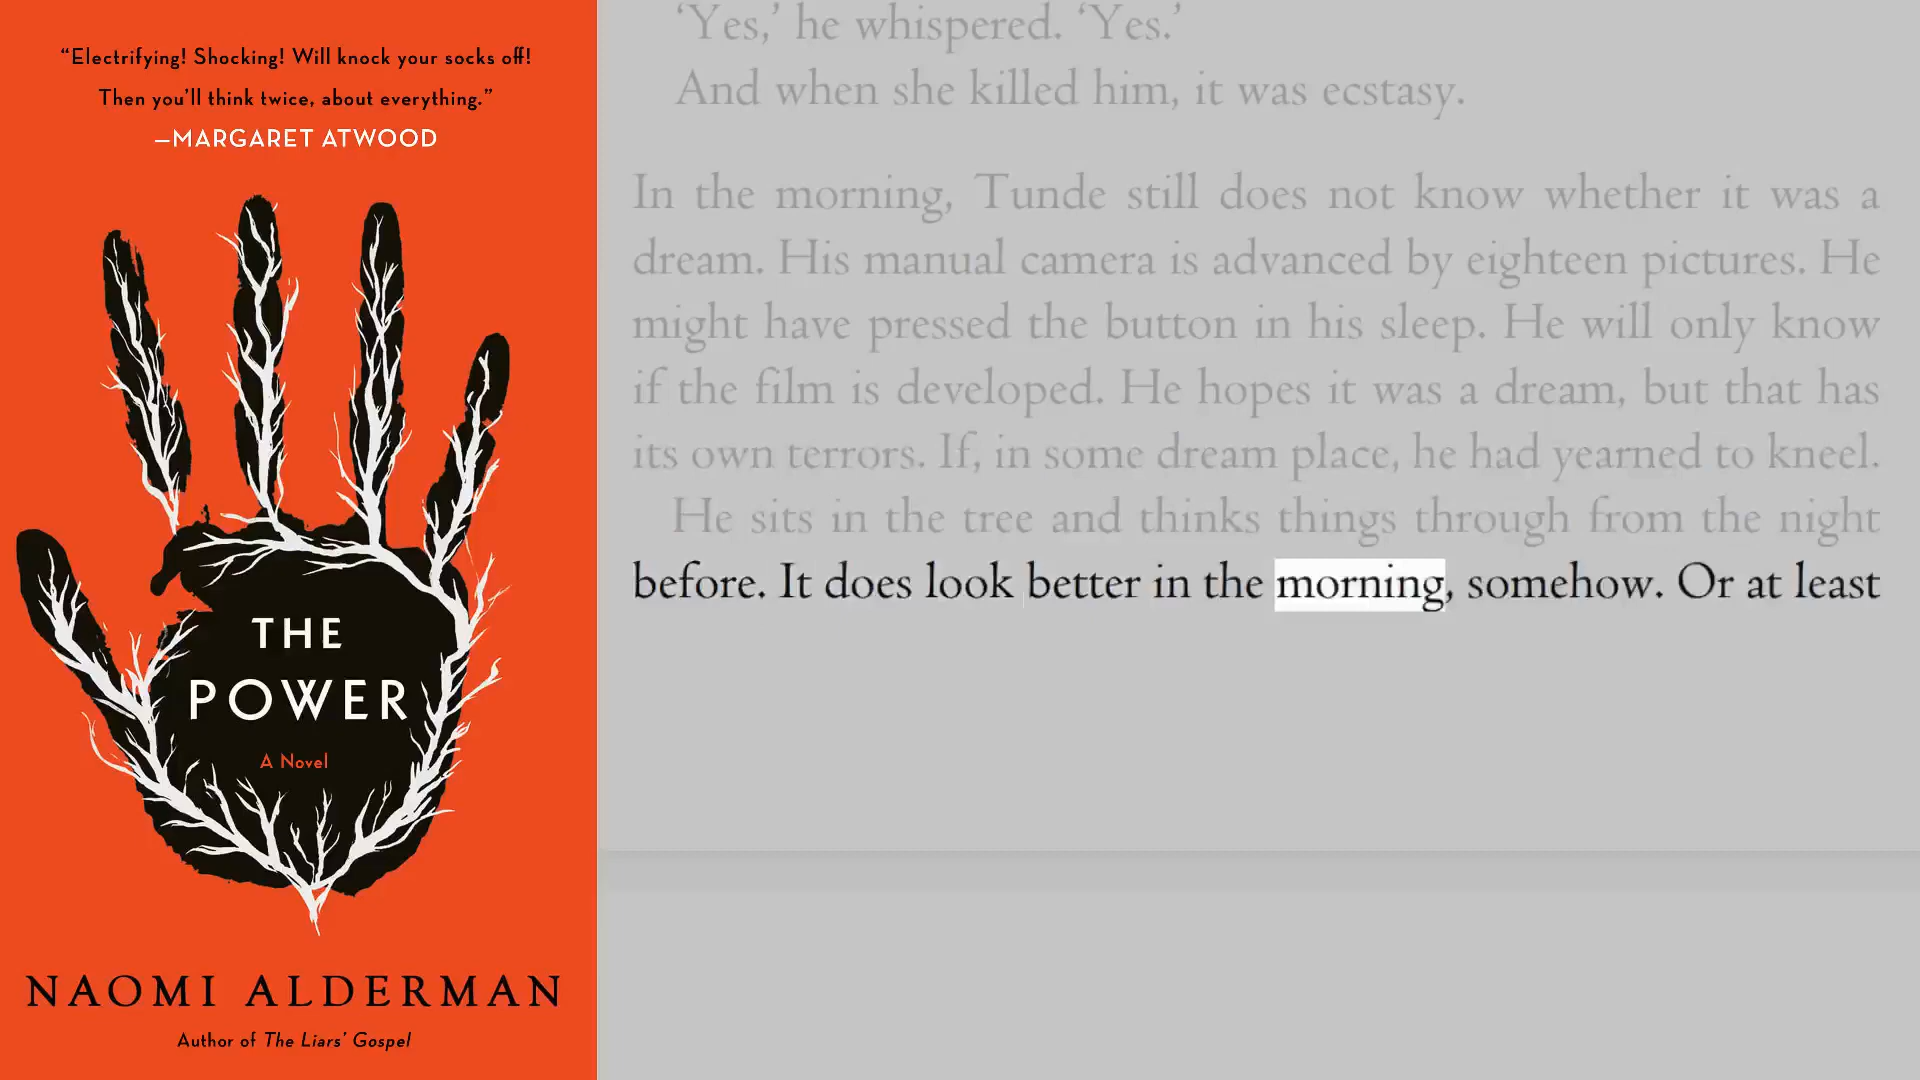 “Electrifying! Shocking! Will knock your socks off!
Then you’ll think twice, about everything.”
—MARGARET ATWOOD
THE
POWER
A Novel
NAOMI ALDERMAN
Author of The Liars’ Gospel
‘Yes,’ he whispered. ‘Yes.’
And when she killed him, it was ecstasy.
In the morning, Tunde still does not know whether it was a
dream. His manual camera is advanced by eighteen pictures. He
might have pressed the button in his sleep. He will only know
if the film is developed. He hopes it was a dream, but that has
its own terrors. If, in some dream place, he had yearned to kneel.
He sits in the tree and thinks things through from the night
before. It does look better in the morning, somehow. Or at least